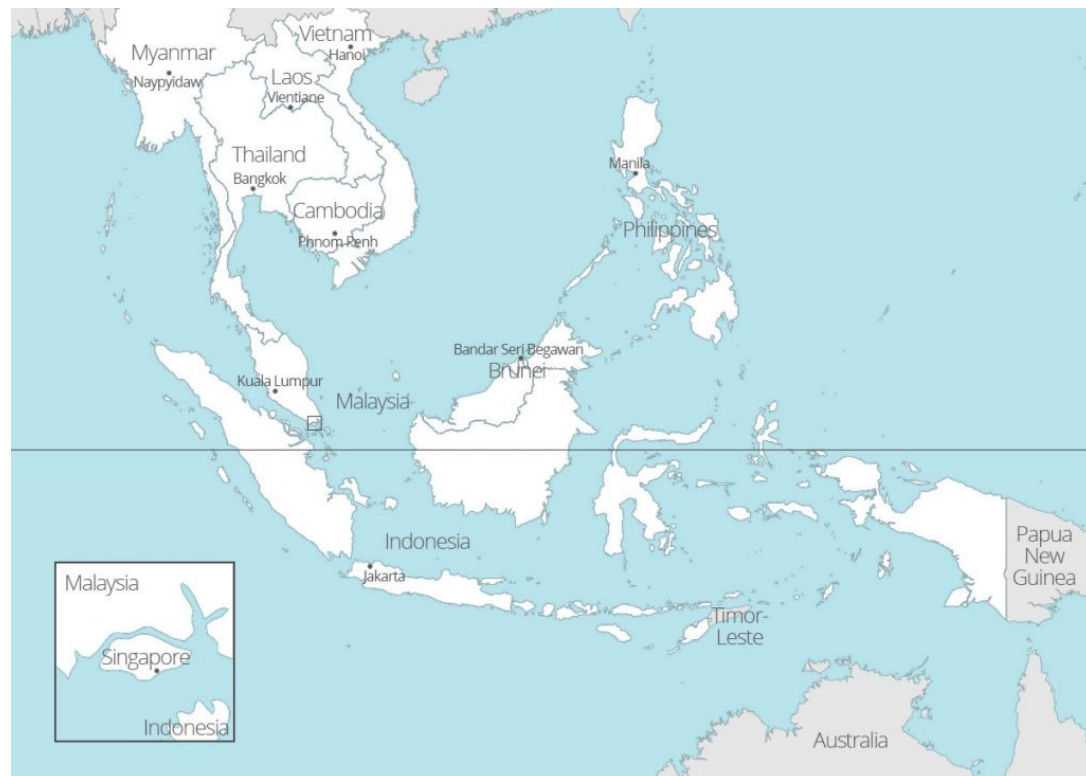 Vietnam
Hanoi
Myanmar
Naypyidaw
Laos
Vientiane
Thailand
Bangkok
Manila
Cambodia
Phnom Penh
Philippines
Bandar Seri Begawan
Brunei
Kuala Lumpur
Malaysia
Indonesia
Jakarta
Papua
New
Guinea
Timor-
Leste
Australia
Malaysia
Singapore
Indonesia